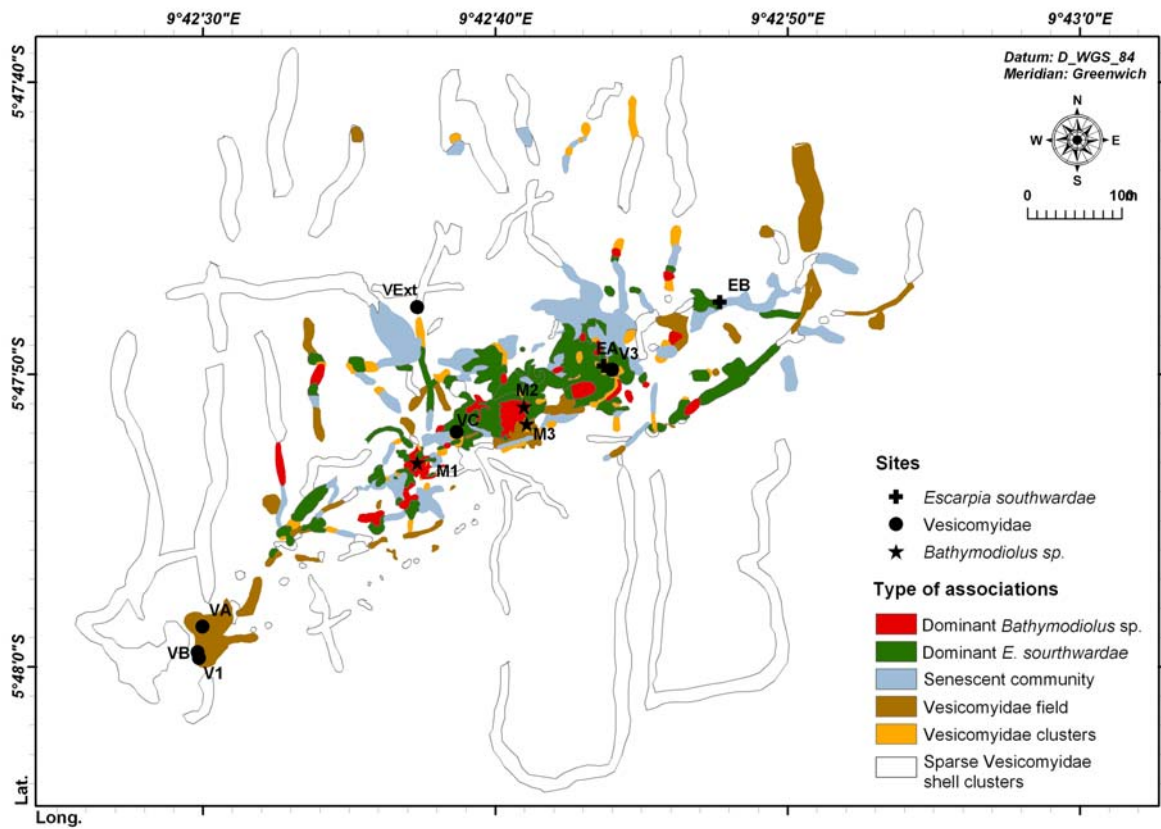 9°42'30"E 9°42'40"E 9°42'50"E 9°43'0"E
Datum: D_WGS_84
Meridian: Greenwich
N
W E
S
0 100 m
5°47'40"S
5°47'50"S
5°48'0"S
VExt
EB
EA
V3
M2
M3
VC
M1
VA
VB
V1
Sites
Escarpia southwardae
Vesicomyidae
Bathymodiolus sp.
Type of associations
Dominant Bathymodiolus sp.
Dominant E. sourthwardae
Senescent community
Vesicomyidae field
Vesicomyidae clusters
Sparse Vesicomyidae
shell clusters
Lat.
Long.